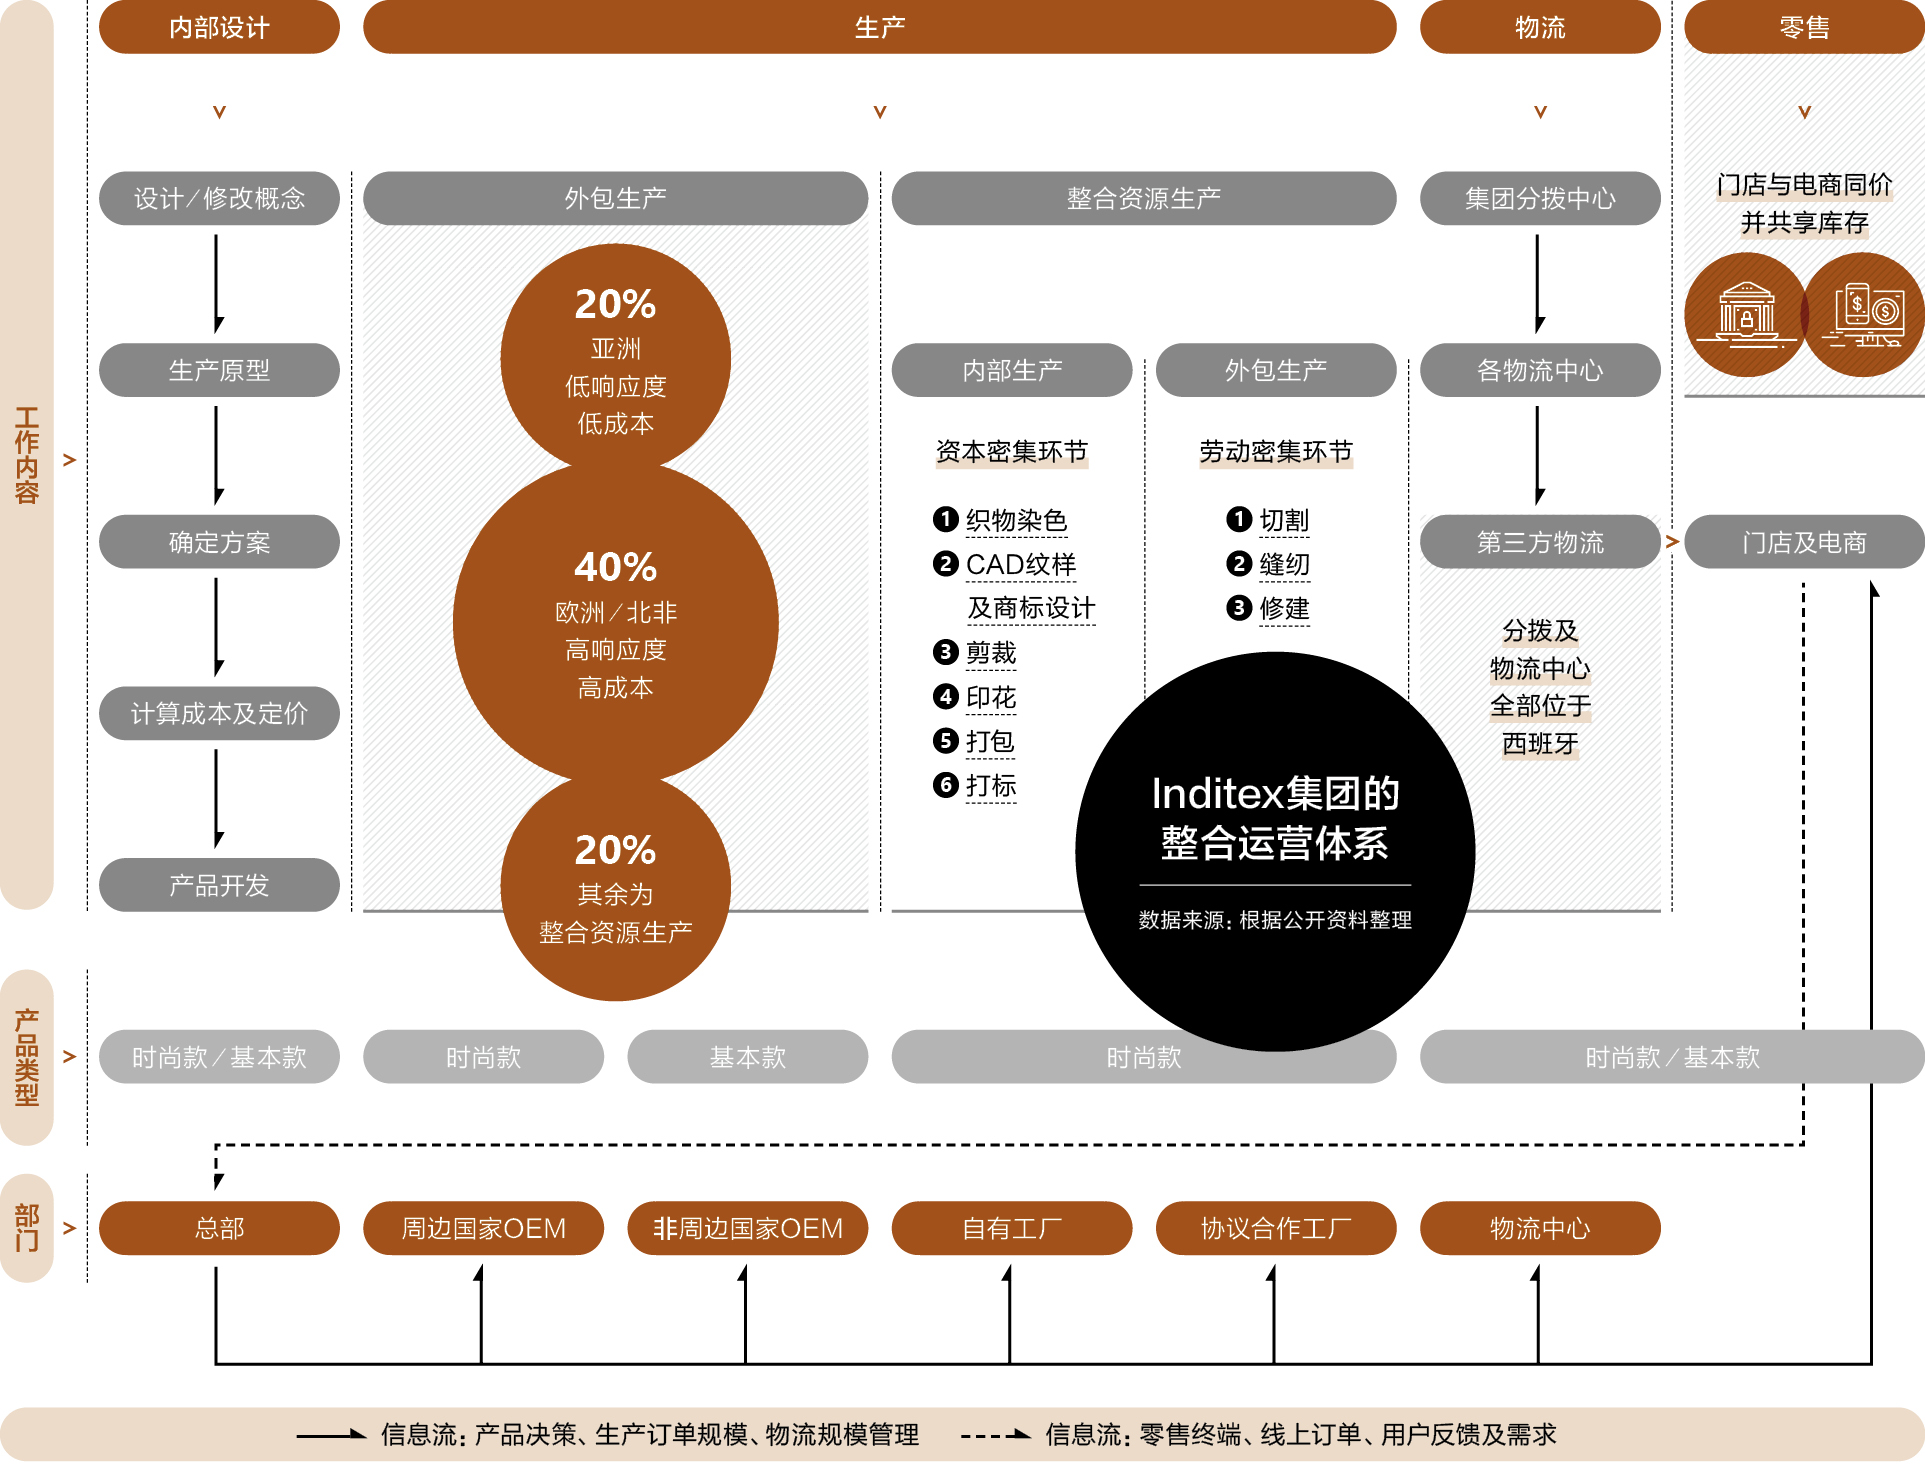 内部设计
生产
物流
零售
工作内容
设计/修改概念
生产原型
确定方案
计算成本及定价
产品开发
外包生产
20%
亚洲
低响应度
低成本
40%
欧洲/北非
高响应度
高成本
20%
其余为
整合资源生产
整合资源生产
内部生产
资本密集环节
1 织物染色
2 CAD纹样
及商标设计
3 剪裁
4 印花
5 打包
6 打标
外包生产
劳动密集环节
1 切割
2 缝纫
3 修建
Inditex集团的
整合运营体系
数据来源：根据公开资料整理
集团分拨中心
各物流中心
第三方物流
分拨及
物流中心
全部位于
西班牙
门店与电商同价
并共享库存
门店及电商
产品类型
时尚款/基本款
时尚款
基本款
时尚款
时尚款/基本款
部门
总部
周边国家OEM
非周边国家OEM
自有工厂
协议合作工厂
物流中心
信息流：产品决策、生产订单规模、物流规模管理
信息流：零售终端、线上订单、用户反馈及需求